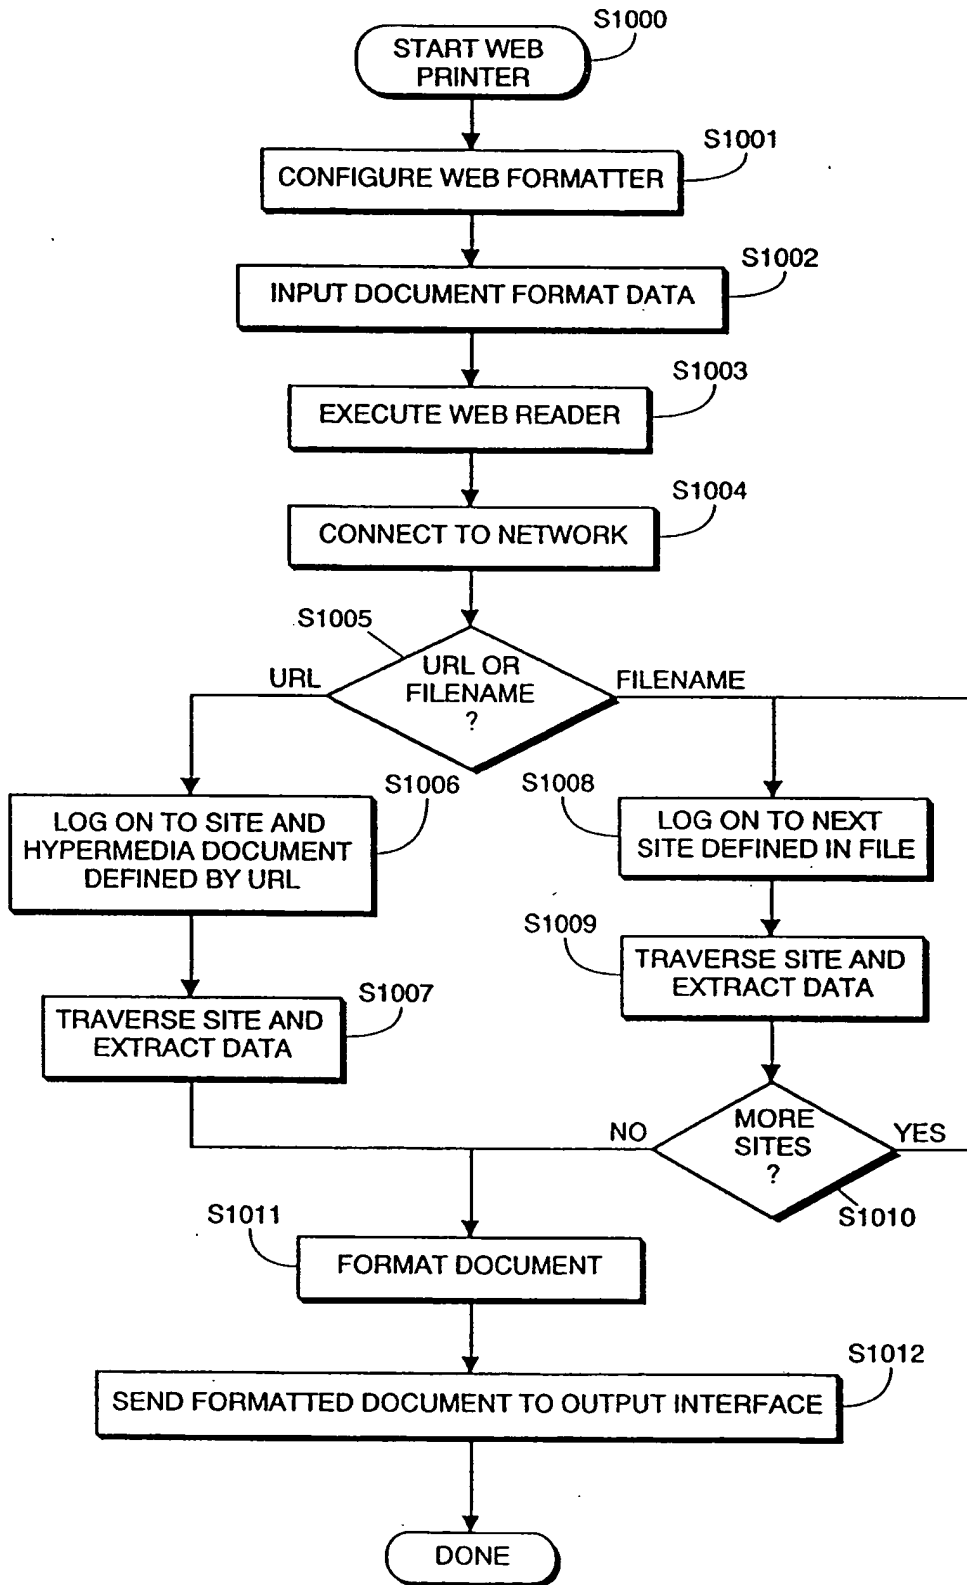 S1000
START WEB
PRINTER
S1001
CONFIGURE WEB FORMATTER
S1002
INPUT DOCUMENT FORMAT DATA
S1003
EXECUTE WEB READER
S1004
CONNECT TO NETWORK
S1005
URL OR
FILENAME
?
URL
FILENAME
S1006
LOG ON TO SITE AND
HYPERMEDIA DOCUMENT
DEFINED BY URL
S1007
TRAVERSE SITE AND
EXTRACT DATA
S1008
LOG ON TO NEXT
SITE DEFINED IN FILE
S1009
TRAVERSE SITE AND
EXTRACT DATA
MORE
SITES
?
NO
YES
S1010
S1011
FORMAT DOCUMENT
S1012
SEND FORMATTED DOCUMENT TO OUTPUT INTERFACE
DONE